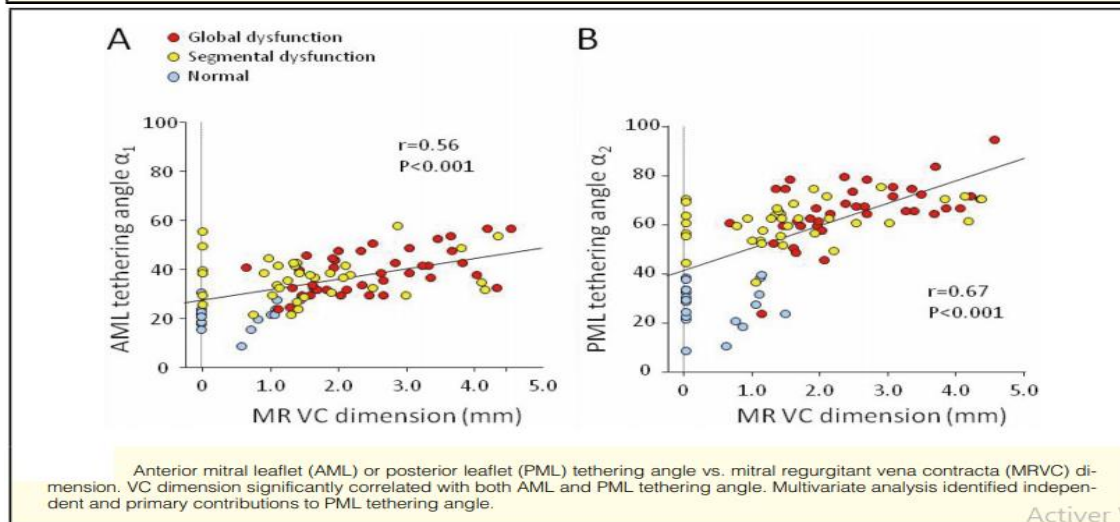 A
B
Global dysfunction
Segmental dysfunction
Normal
AML tethering angle α1
100
80
60
40
20
0
r=0.56
P<0.001
0 1.0 2.0 3.0 4.0 5.0
MR VC dimension (mm)
PML tethering angle α2
100
80
60
40
20
0
r=0.67
P<0.001
0 1.0 2.0 3.0 4.0 5.0
MR VC dimension (mm)
Anterior mitral leaflet (AML) or posterior leaflet (PML) tethering angle vs. mitral regurgitant vena contracta (MRVC) di-
mension. VC dimension significantly correlated with both AML and PML tethering angle. Multivariate analysis identified indepen-
dent and primary contributions to PML tethering angle.
Activer